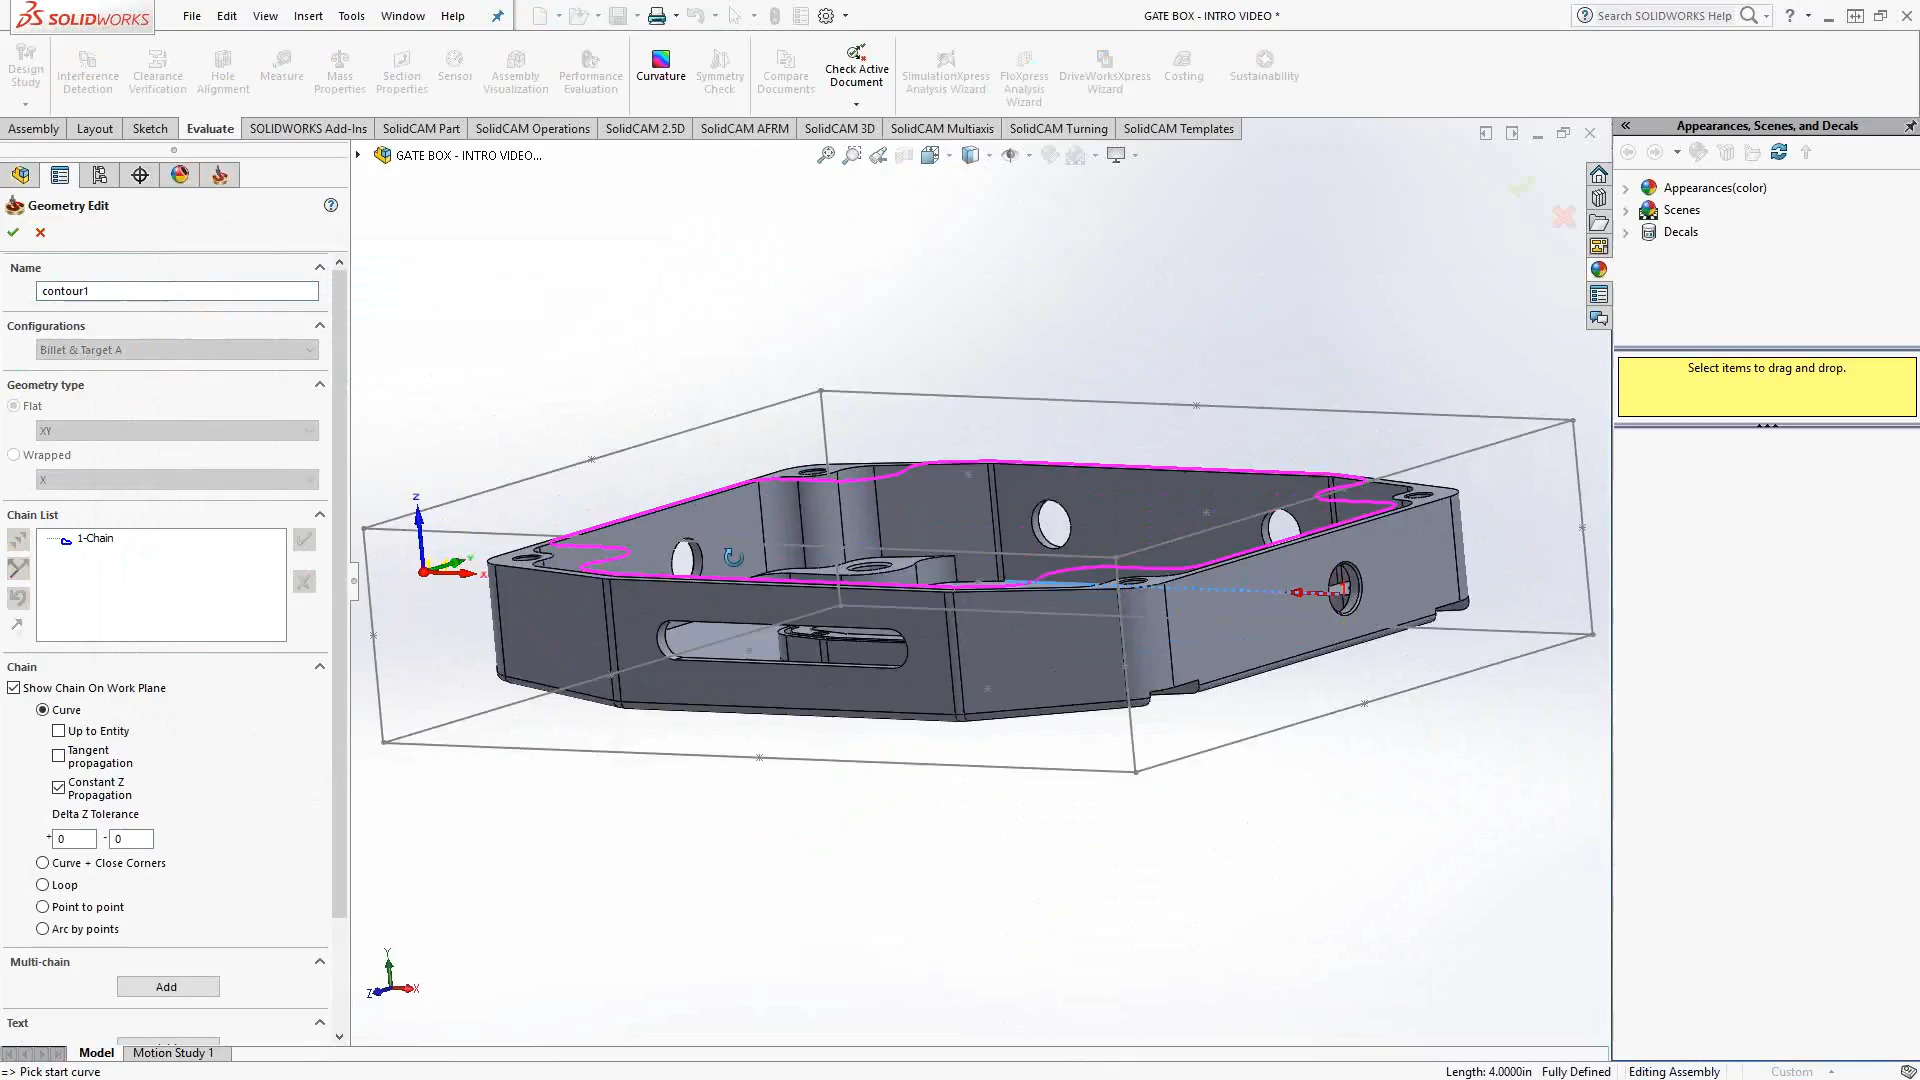 SOLIDWORKS
File Edit View Insert Tools Window Help
GATE BOX - INTRO VIDEO *
Search SOLIDWORKS Help
?
Design Study
Interference Detection
Clearance Verification
Hole Alignment
Measure
Mass Properties
Section Properties
Sensor
Assembly Visualization
Performance Evaluation
Curvature
Symmetry Check
Compare Documents
Check Active Document
SimulationXpress Analysis Wizard
FloXpress Analysis Wizard
DriveWorksXpress Wizard
Costing
Sustainability
Assembly Layout Sketch Evaluate SOLIDWORKS Add-Ins SolidCAM Part SolidCAM Operations SolidCAM 2.5D SolidCAM AFRM SolidCAM 3D SolidCAM Multiaxis SolidCAM Turning SolidCAM Templates
Appearances, Scenes, and Decals
GATE BOX - INTRO VIDEO...
Geometry Edit
Name
contour1
Configurations
Billet & Target A
Geometry type
Flat
XY
Wrapped
X
Chain List
1-Chain
Chain
Show Chain On Work Plane
Curve
Up to Entity
Tangent
propagation
Constant Z
Propagation
Delta Z Tolerance
+ 0 - 0
Curve + Close Corners
Loop
Point to point
Arc by points
Multi-chain
Add
Text
Z
Y
X
Y
Z
X
Appearances(color)
Scenes
Decals
Select items to drag and drop.
Model Motion Study 1
=> Pick start curve
Length: 4.0000in Fully Defined Editing Assembly Custom